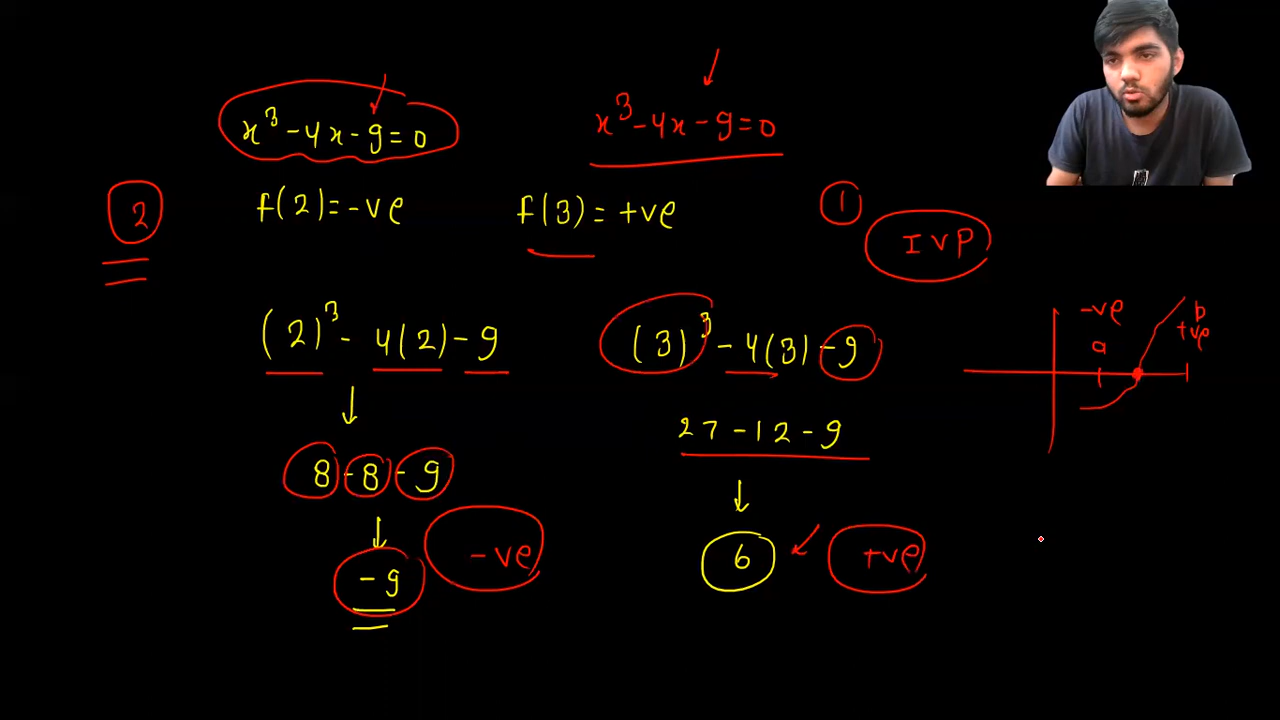 x³-4x-9=0
x³-4x-9=0
2
f(2)=-ve
f(3)=+ve
1
IVP
(2)³- 4(2)-9
(3)³-4(3)-9
-ve
a
b
+ve
27-12-9
8-8-9
-9
-ve
6
+ve